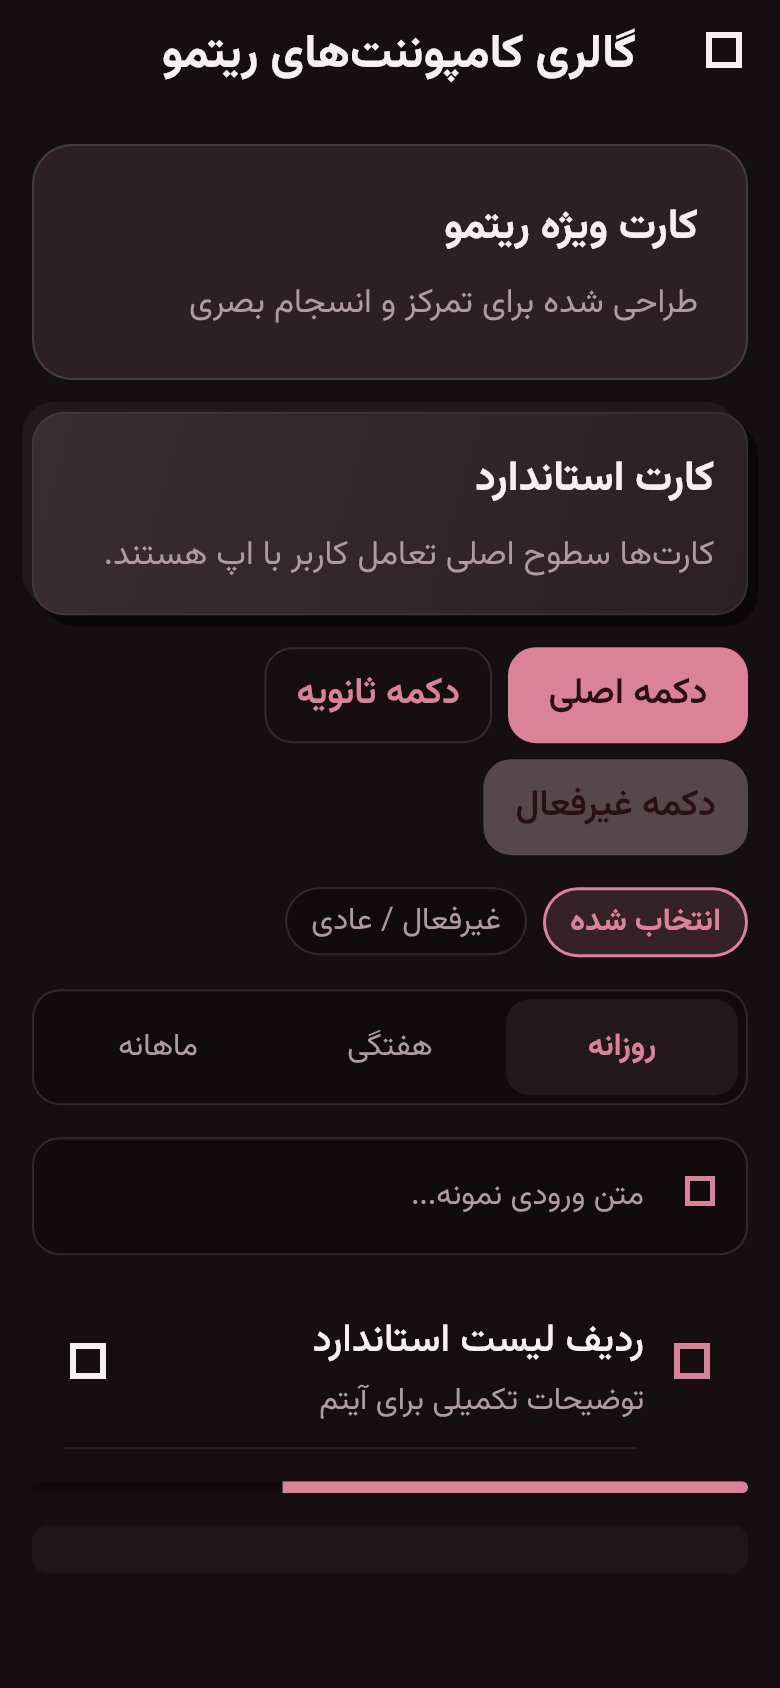 گالری کامپوننت‌های ریتمو
کارت ویژه ریتمو
طراحی شده برای تمرکز و انسجام بصری
کارت استاندارد
کارت‌ها سطوح اصلی تعامل کاربر با اپ هستند.
دکمه اصلی
دکمه ثانویه
دکمه غیرفعال
انتخاب شده
غیرفعال / عادی
روزانه
هفتگی
ماهانه
متن ورودی نمونه...
ردیف لیست استاندارد
توضیحات تکمیلی برای آیتم